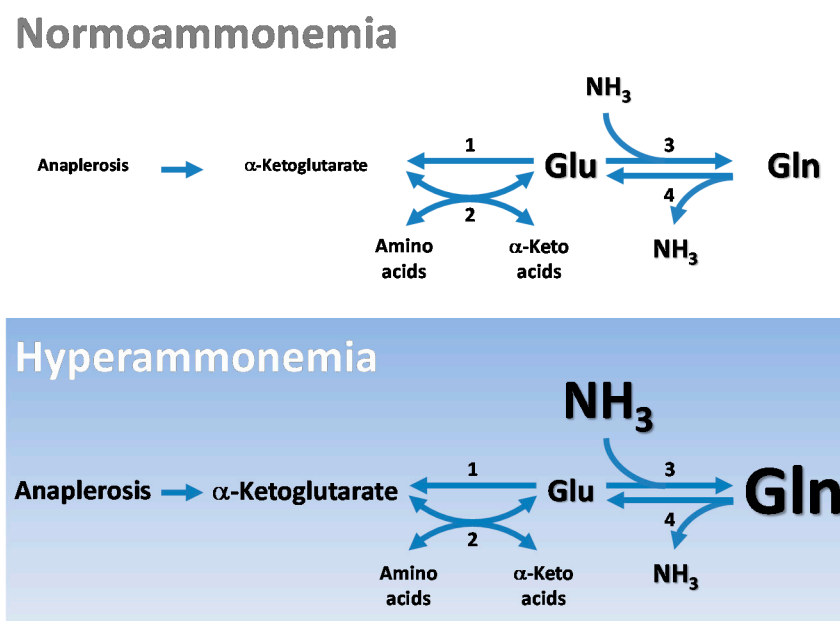 Normoammonemia
NH3
Anaplerosis
α-Ketoglutarate
1
Glu
3
Gln
2
4
Amino
acids
α-Keto
acids
NH3
Hyperammonemia
NH3
Anaplerosis
α-Ketoglutarate
1
Glu
3
Gln
2
4
Amino
acids
α-Keto
acids
NH3